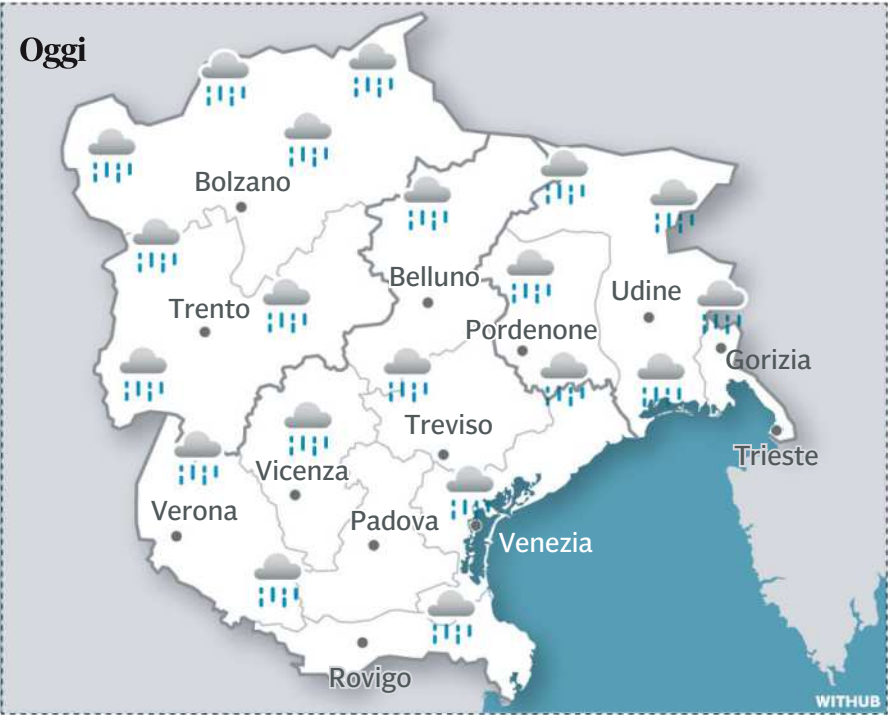 Oggi
Bolzano
Belluno
Trento
Udine
Pordenone
Gorizia
Treviso
Trieste
Vicenza
Verona
Padova
Venezia
Rovigo
WITHUB